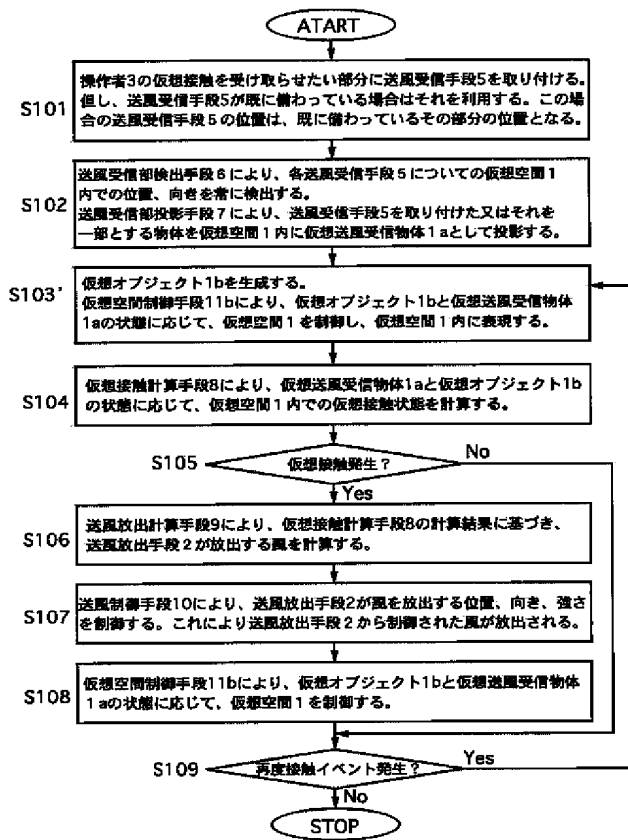 ATART
S101
操作者3の仮想接触を受け取らせたい部分に送風受信手段5を取り付ける。
但し、送風受信手段5が既に備わっている場合はそれを利用する。この場
合の送風受信手段5の位置は、既に備わっているその部分の位置となる。
S102
送風受信部検出手段6により、各送風受信手段5についての仮想空間1
内での位置、向きを常に検出する。
送風受信部投影手段7により、送風受信手段5を取り付けた又はそれを
一部とする物体を仮想空間1内に仮想送風受信物体1aとして投影する。
S103'
仮想オブジェクト1bを生成する。
仮想空間制御手段11bにより、仮想オブジェクト1bと仮想送風受信物体
1aの状態に応じて、仮想空間1を制御し、仮想空間1内に表現する。
S104
仮想接触計算手段8により、仮想送風受信物体1aと仮想オブジェクト1b
の状態に応じて、仮想空間1内での仮想接触状態を計算する。
S105
仮想接触発生？
No
Yes
S106
送風放出計算手段9により、仮想接触計算手段8の計算結果に基づき、
送風放出手段2が放出する風を計算する。
S107
送風制御手段10により、送風放出手段2が風を放出する位置、向き、強さ
を制御する。これにより送風放出手段2から制御された風が放出される。
S108
仮想空間制御手段11bにより、仮想オブジェクト1bと仮想送風受信物体
1aの状態に応じて、仮想空間1を制御する。
S109
再度接触イベント発生？
Yes
No
STOP